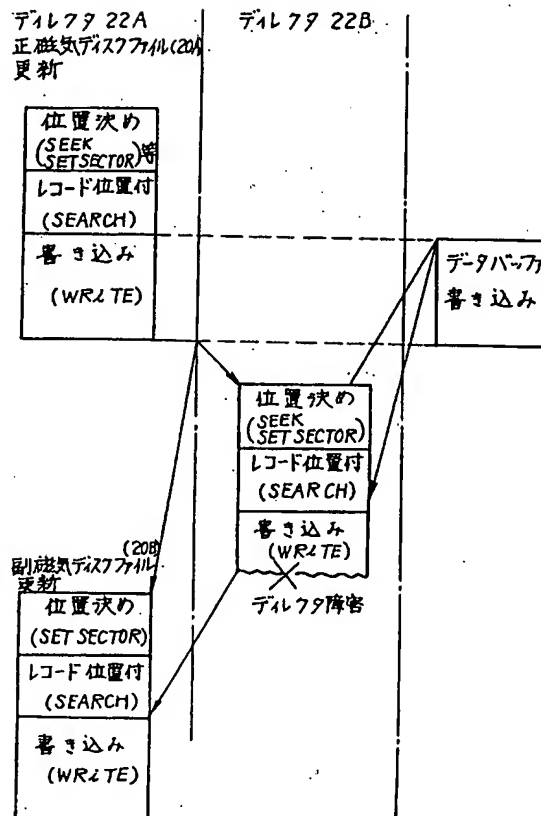 ディレクタ 22A
正磁気ディスクファイル(20A)
更新
位置決め
(SEEK
SETSECTOR)等
レコード位置付
(SEARCH)
書き込み
(WRiTE)
ディレクタ 22B
データバッファ
書き込み
位置決め
(SEEK
SETSECTOR)
レコード位置付
(SEARCH)
書き込み
(WRiTE)
ディレクタ障害
(20B)
副磁気ディスクファイル
更新
位置決め
(SET SECTOR)
レコード位置付
(SEARCH)
書き込み
(WRiTE)